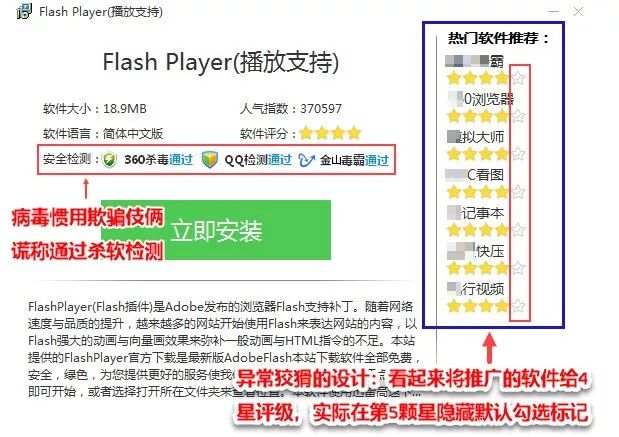 Flash Player(播放支持)
Flash Player(播放支持)
软件大小：18.9MB
人气指数：370597
软件语言：简体中文版
软件评分：
安全检测：360杀毒通过 QQ检测通过 金山毒霸通过
病毒惯用欺骗伎俩
谎称通过杀软检测
立即安装
FlashPlayer(Flash插件)是Adobe发布的浏览器Flash支持补丁。随着网络
速度与品质的提升，越来越多的网站开始使用Flash来表达网站的内容，以
Flash强大的动画与向量画效果来弥补一般动画与HTML指令的不足。本站
提供的FlashPlayer官方下载是最新版AdobeFlash本站下载软件全部免费，
安全，绿色，为您提供更好的服务使我
即可开始，或者选择打开所在文件夹来查看位置。本软件使用迅雷高速下...
热门软件推荐：
霸
0浏览器
拟大师
C看图
记事本
快压
行视频
异常狡猾的设计：看起来将推广的软件给4
星评级，实际在第5颗星隐藏默认勾选标记